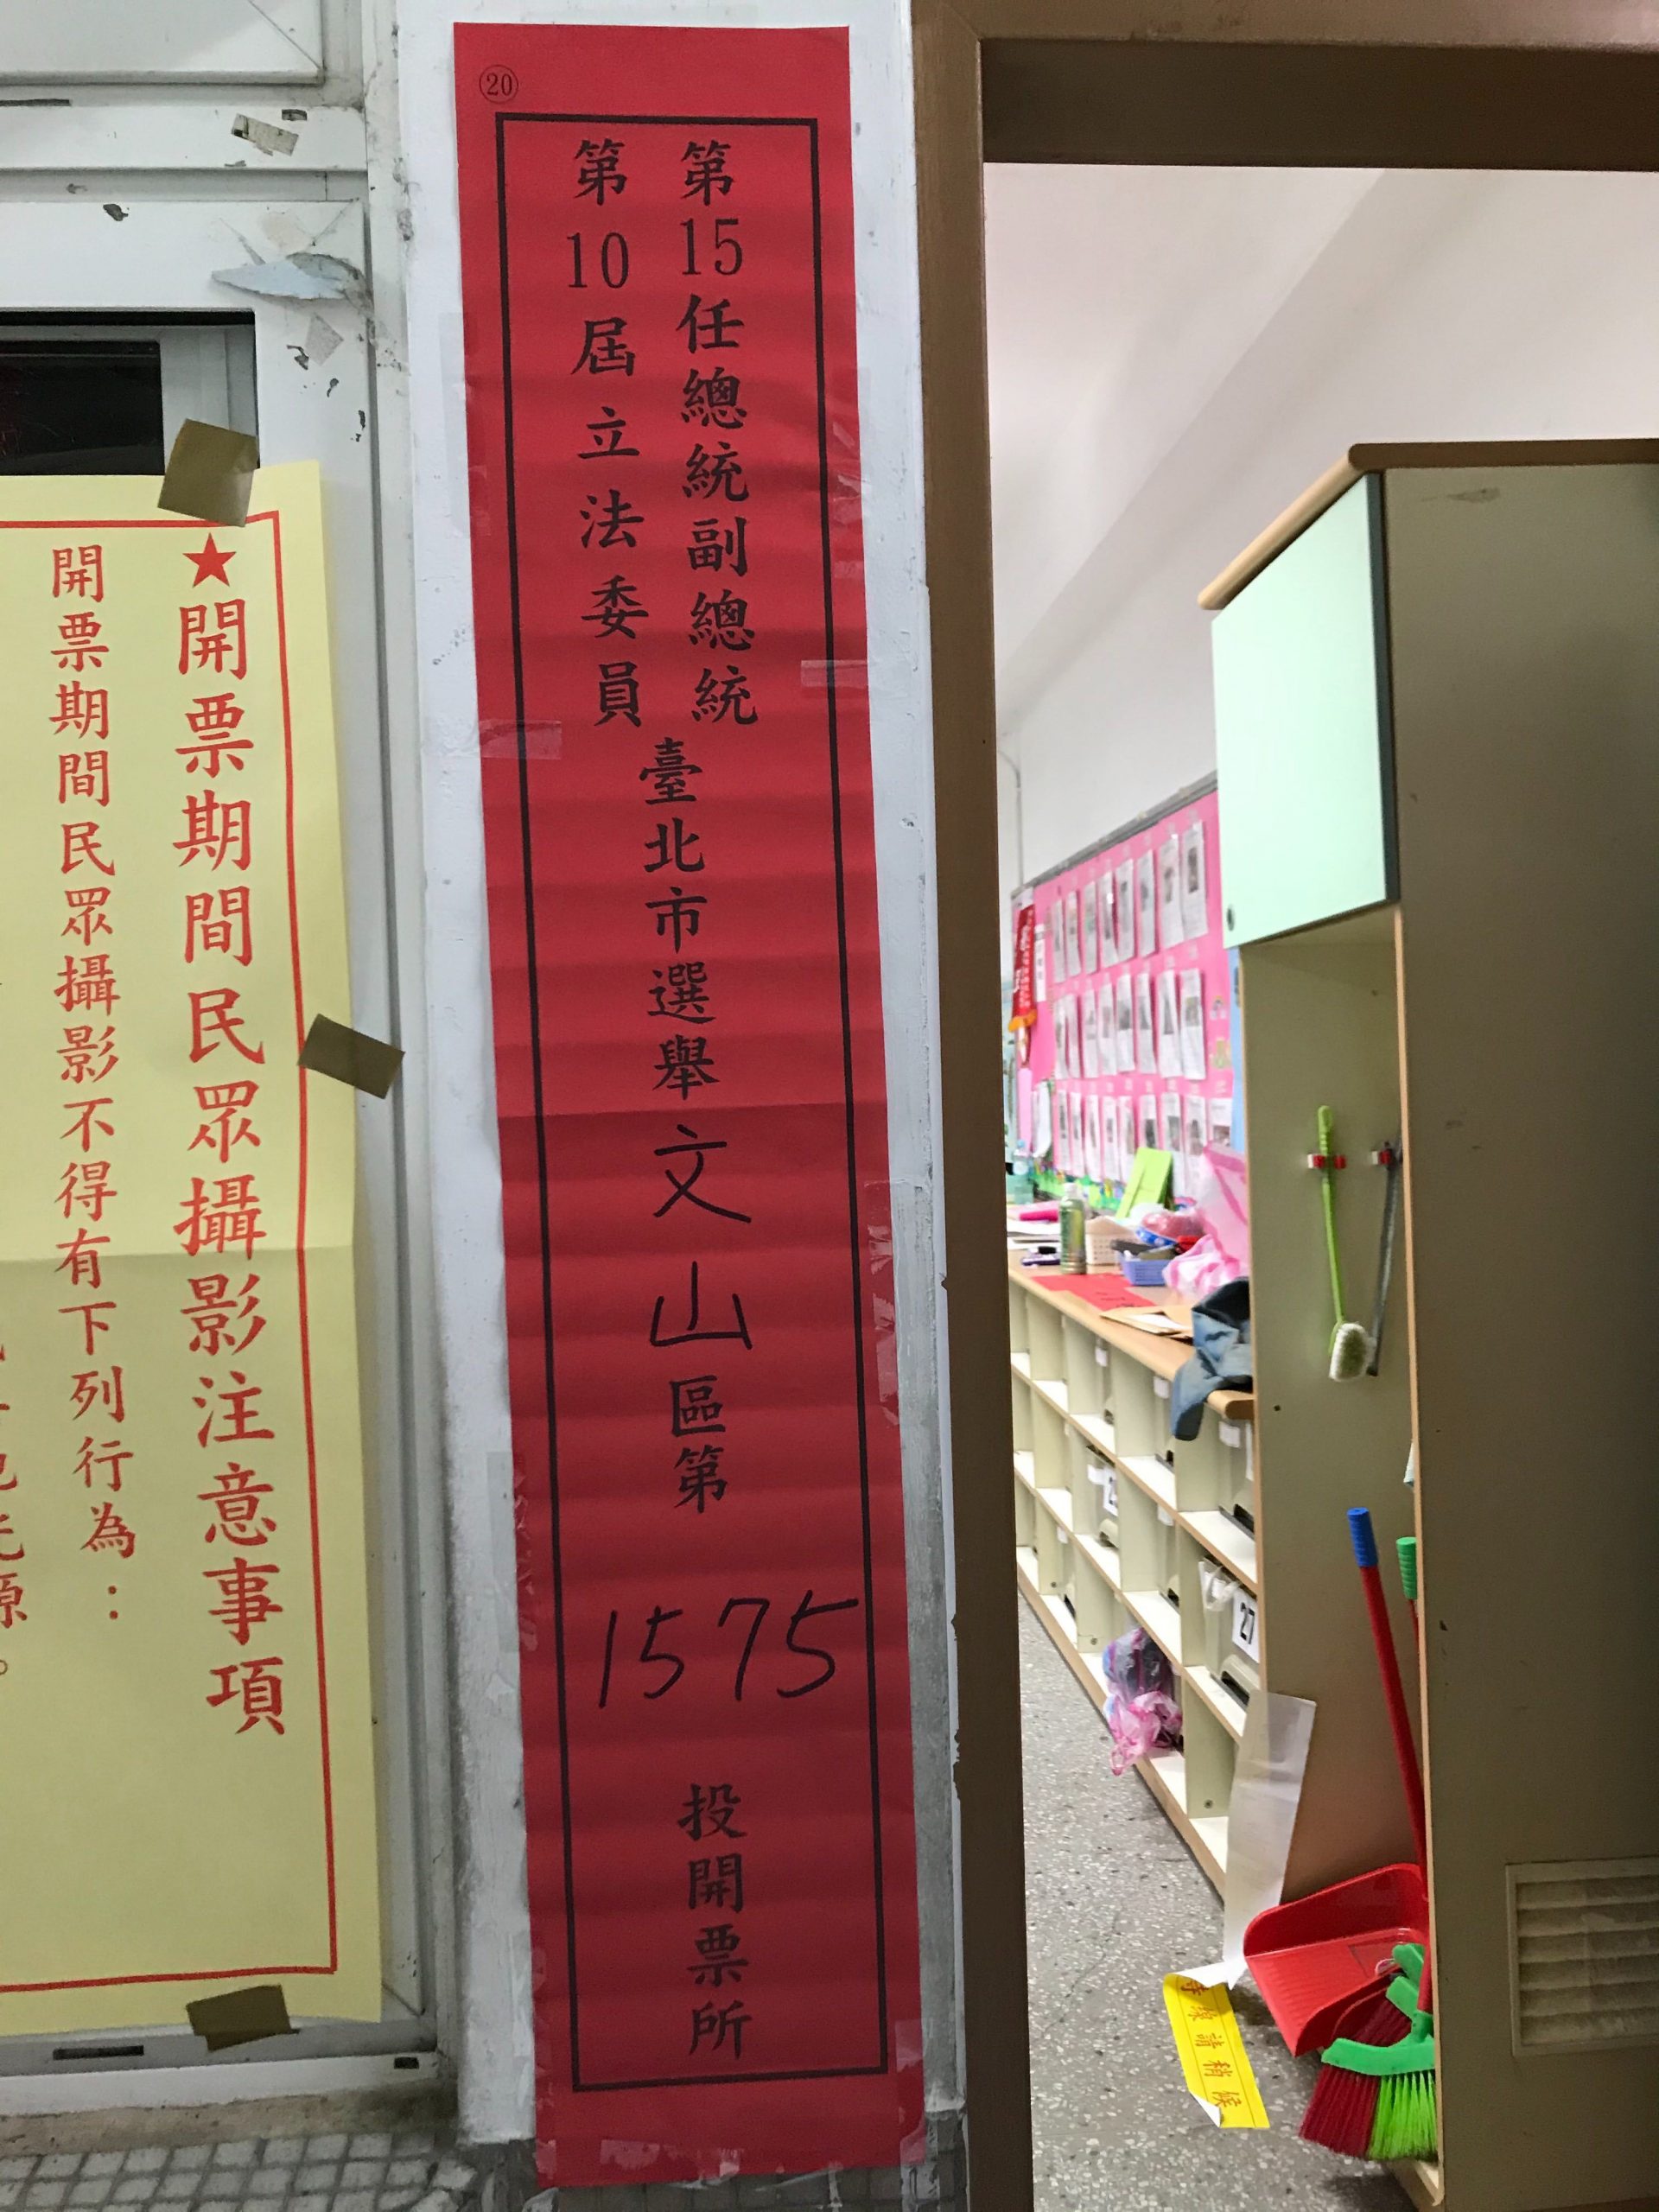 ⑳
第15任總統副總統
第10屆立法委員
臺北市選舉文山區第1575投開票所
★開票期間民眾攝影注意事項
開票期間民眾攝影不得有下列行為：
源。
27
請稍候